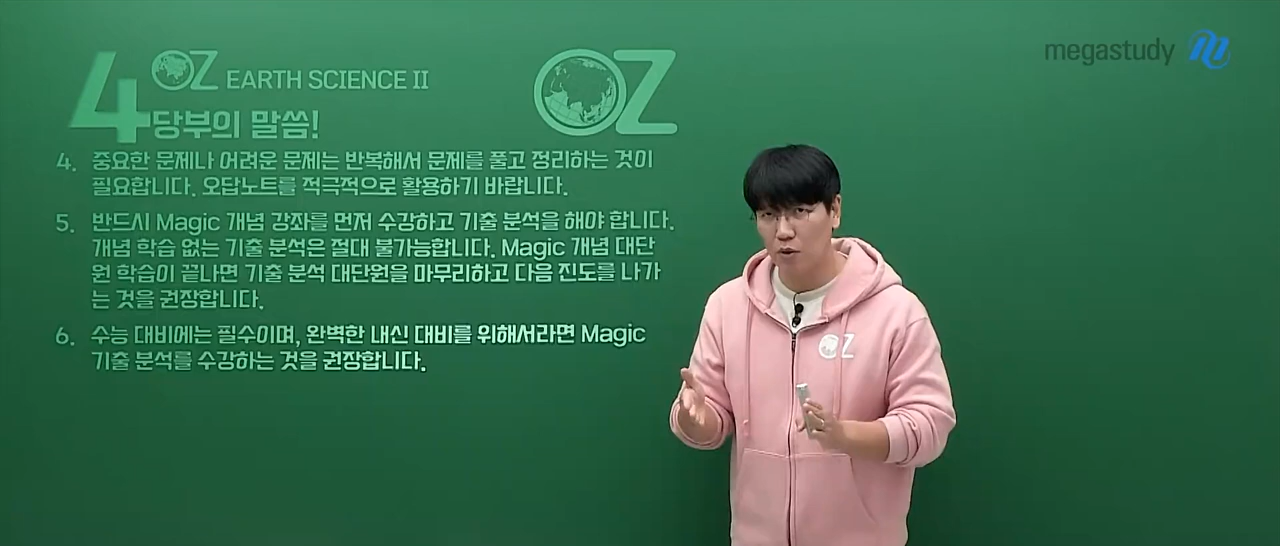 megastudy
4 OZ EARTH SCIENCE II
당부의 말씀!
OZ
4. 중요한 문제나 어려운 문제는 반복해서 문제를 풀고 정리하는 것이
필요합니다. 오답노트를 적극적으로 활용하기 바랍니다.
5. 반드시 Magic 개념 강좌를 먼저 수강하고 기출 분석을 해야 합니다.
개념 학습 없는 기출 분석은 절대 불가능합니다. Magic 개념 대단
원 학습이 끝나면 기출 분석 대단원을 마무리하고 다음 진도를 나가
는 것을 권장합니다.
6. 수능 대비에는 필수이며, 완벽한 내신 대비를 위해서라면 Magic
기출 분석를 수강하는 것을 권장합니다.
OZ